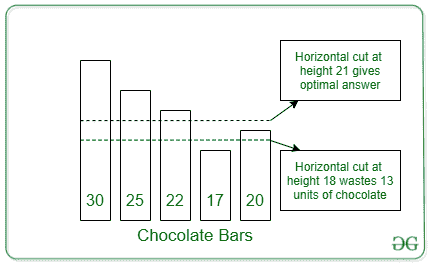 Horizontal cut at
height 21 gives
optimal answer
30 25 22 17 20
Horizontal cut at
height 18 wastes 13
units of chocolate
Chocolate Bars